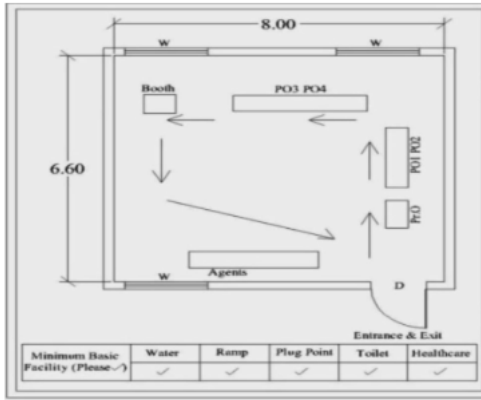 8.00
W W
Booth PO3 PO4
6.60
PO1 PO2
Pr.O
Agents
W
D
Entrance & Exit
Minimum Basic Facility (Please✓) Water Ramp Plug Point Toilet Healthcare
✓ ✓ ✓ ✓ ✓